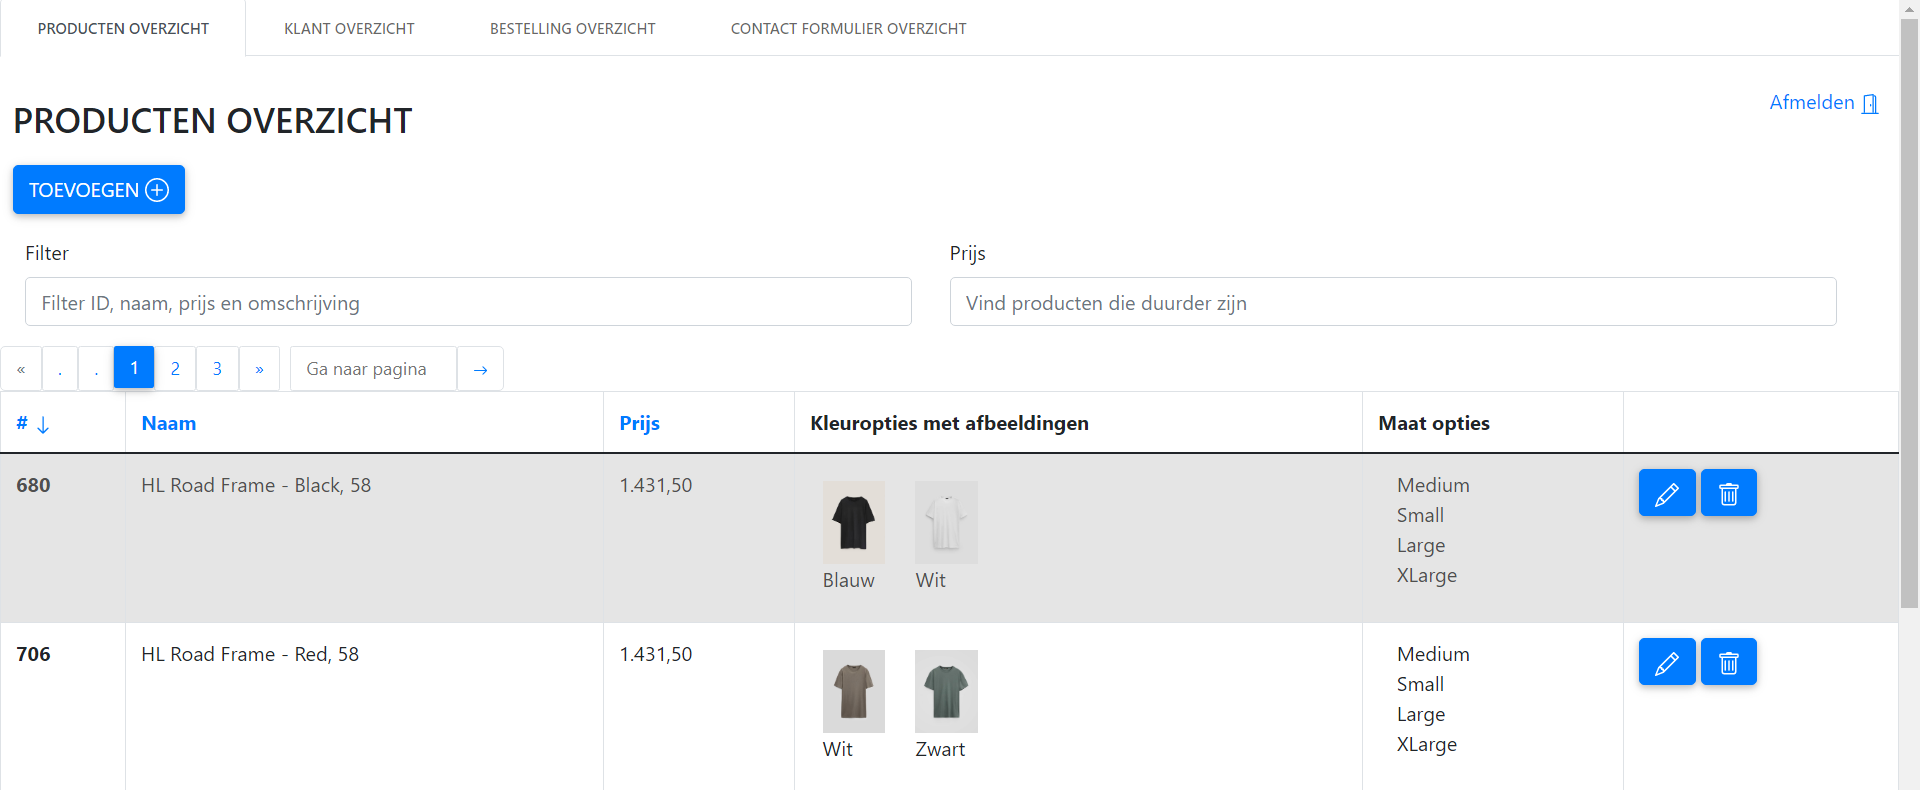 PRODUCTEN OVERZICHT KLANT OVERZICHT BESTELLING OVERZICHT CONTACT FORMULIER OVERZICHT
PRODUCTEN OVERZICHT
Afmelden
TOEVOEGEN
Filter Prijs
Filter ID, naam, prijs en omschrijving Vind producten die duurder zijn
« . . 1 2 3 » Ga naar pagina →
# ↓ Naam Prijs Kleuropties met afbeeldingen Maat opties
680 HL Road Frame - Black, 58 1.431,50 Medium
Small
Large
Blauw Wit XLarge
706 HL Road Frame - Red, 58 1.431,50 Medium
Small
Large
Wit Zwart XLarge